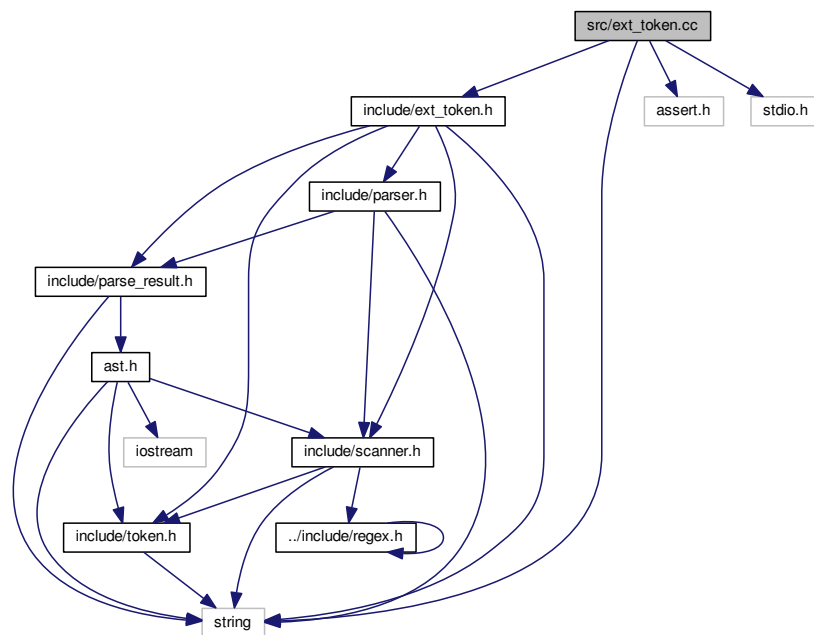 src/ext_token.cc
include/ext_token.h
assert.h
stdio.h
include/parser.h
include/parse_result.h
ast.h
iostream
include/scanner.h
include/token.h
../include/regex.h
string